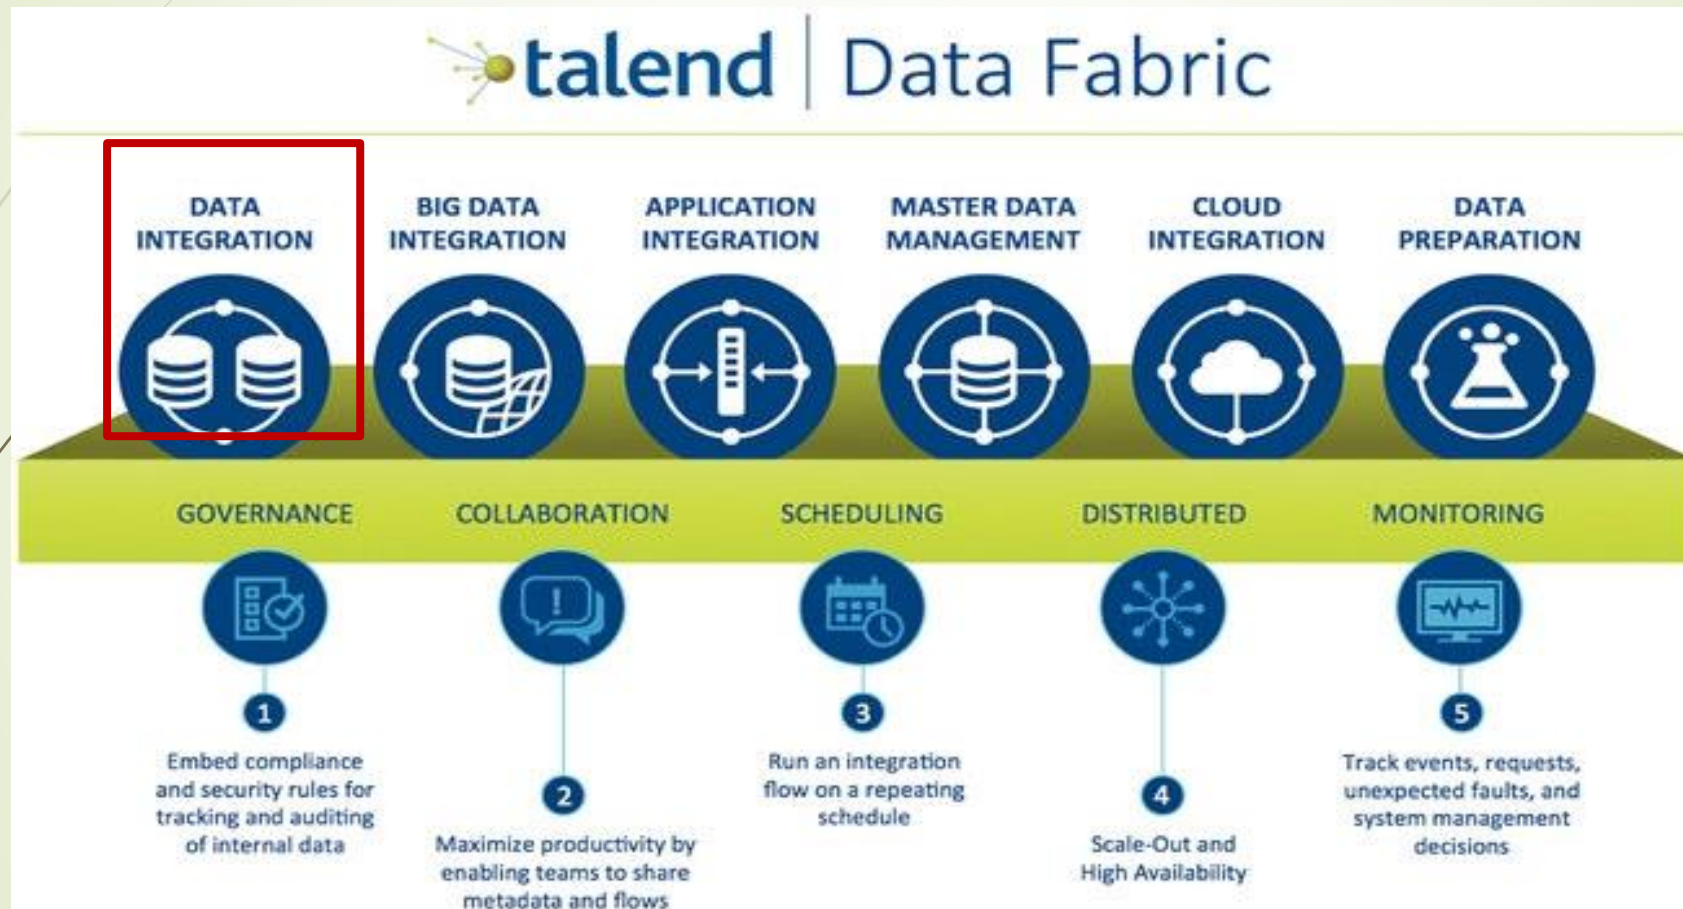 talend | Data Fabric
DATA
INTEGRATION
BIG DATA
INTEGRATION
APPLICATION
INTEGRATION
MASTER DATA
MANAGEMENT
CLOUD
INTEGRATION
DATA
PREPARATION
GOVERNANCE
COLLABORATION
SCHEDULING
DISTRIBUTED
MONITORING
!
1
Embed compliance
and security rules for
tracking and auditing
of internal data
2
Maximize productivity by
enabling teams to share
metadata and flows
3
Run an integration
flow on a repeating
schedule
4
Scale-Out and
High Availability
5
Track events, requests,
unexpected faults, and
system management
decisions